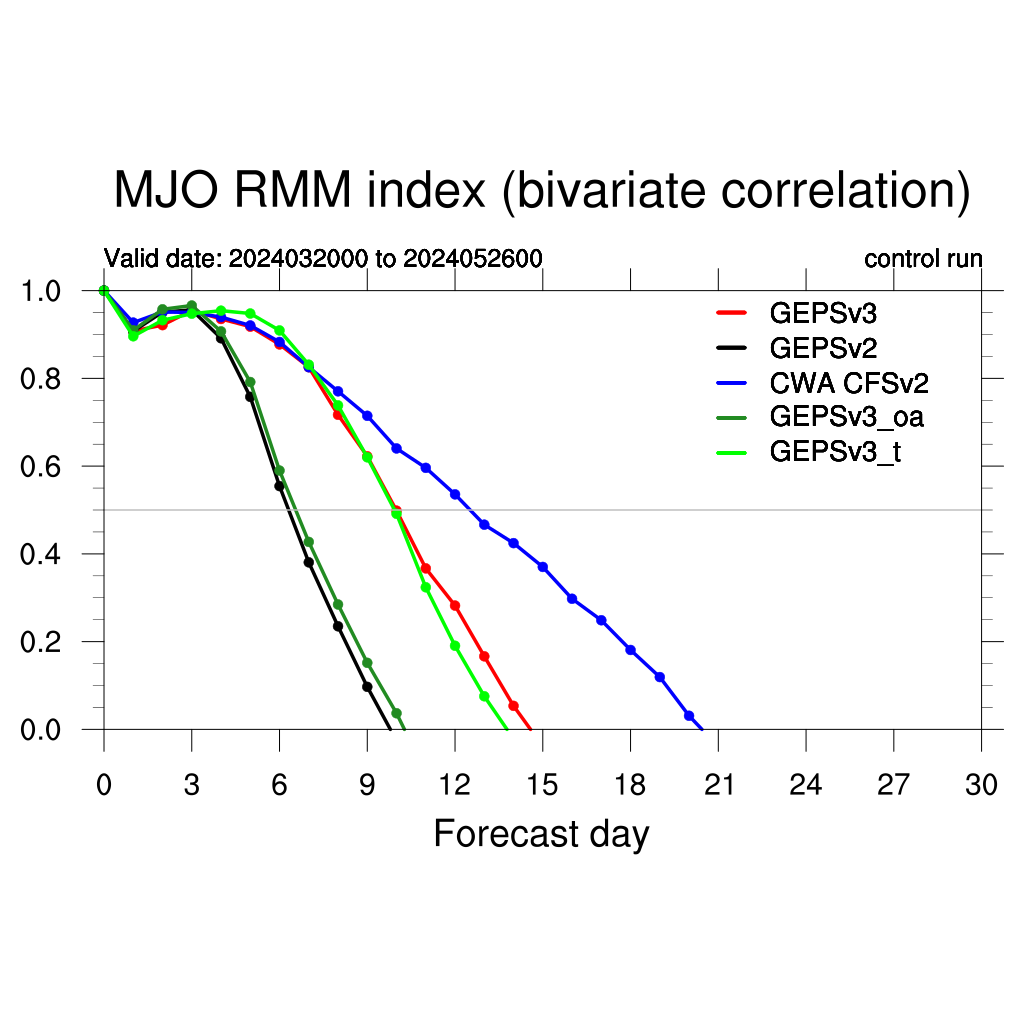 MJO RMM index (bivariate correlation)
Valid date: 2024032000 to 2024052600 control run
1.0
0.8
0.6
0.4
0.2
0.0
GEPSv3
GEPSv2
CWA CFSv2
GEPSv3_oa
GEPSv3_t
0 3 6 9 12 15 18 21 24 27 30
Forecast day